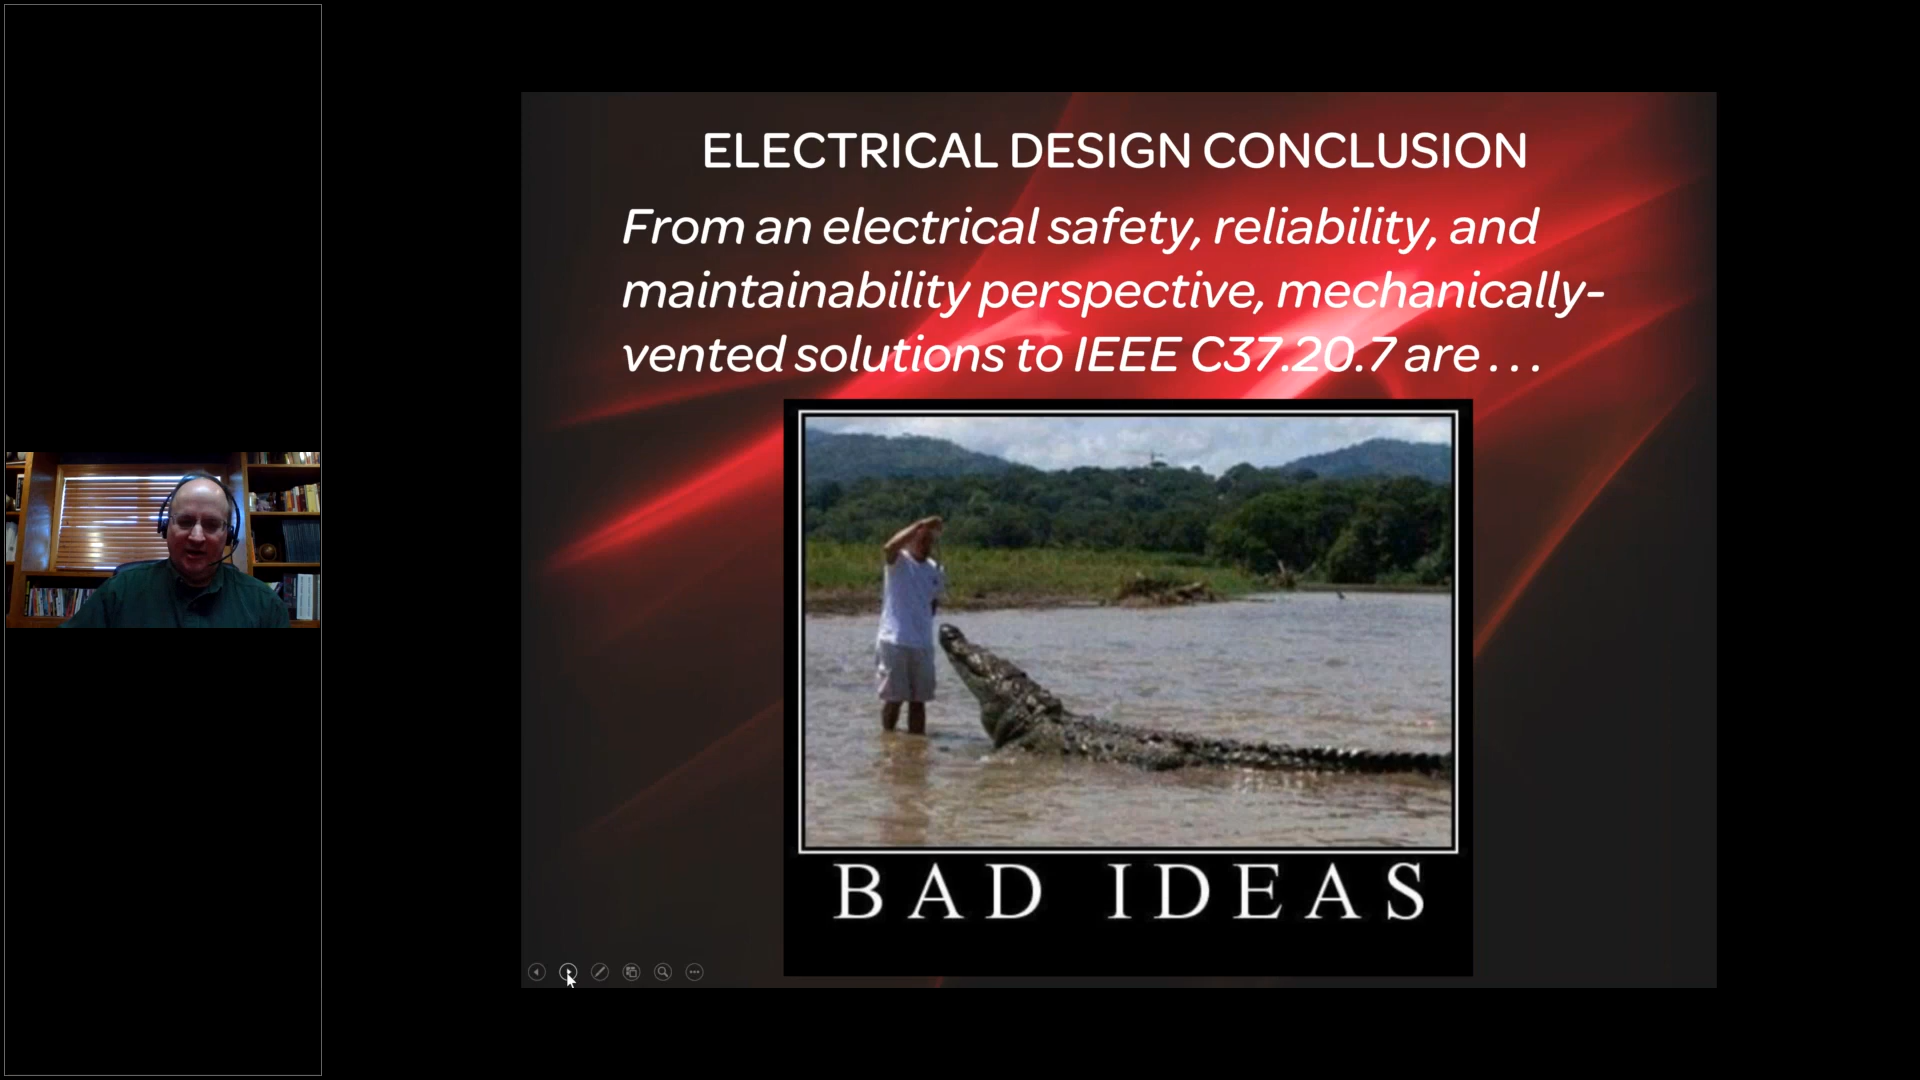 ELECTRICAL DESIGN CONCLUSION
From an electrical safety, reliability, and
maintainability perspective, mechanically-
vented solutions to IEEE C37.20.7 are . . .
BAD IDEAS